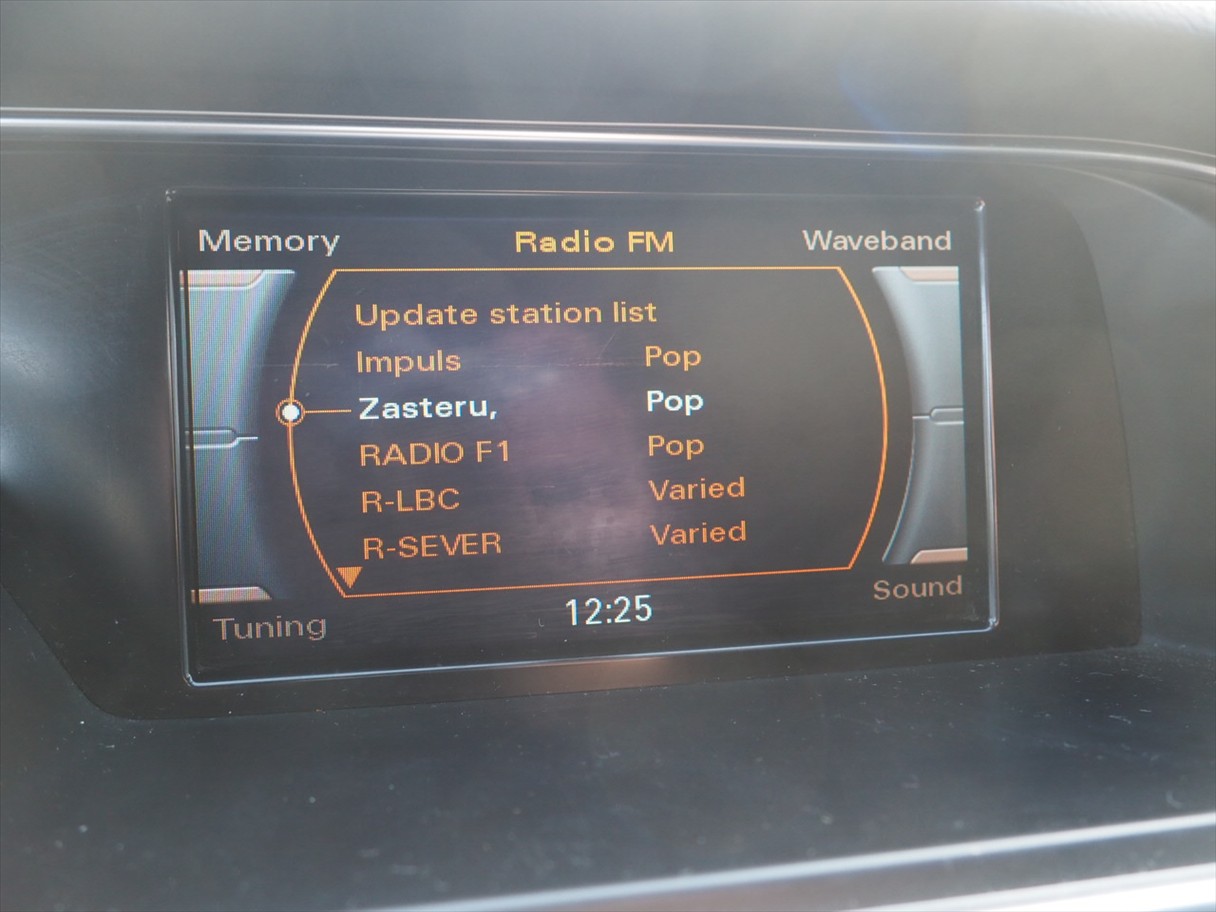 Memory Radio FM Waveband
Update station list
Impuls Pop
Zasteru, Pop
RADIO F1 Pop
R-LBC Varied
R-SEVER Varied
Tuning 12:25 Sound